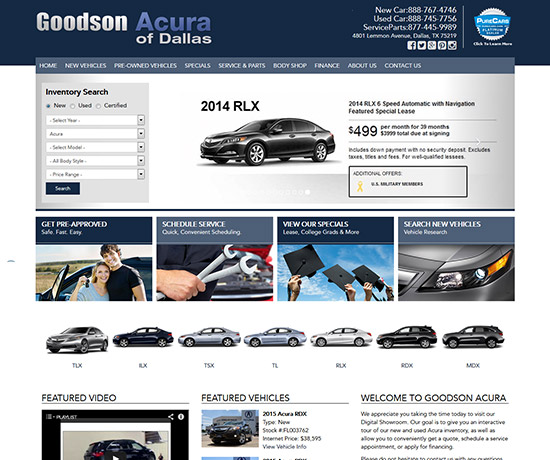 Goodson Acura
of Dallas
New Car:888-767-4746
Used Car:888-745-7756
Service/Parts:877-445-9989
4801 Lemmon Avenue, Dallas, TX 75219
PURECARS
PLATINUM
DEALER
Click To Learn More
HOME NEW VEHICLES PRE-OWNED VEHICLES SPECIALS SERVICE & PARTS BODY SHOP FINANCE ABOUT US CONTACT US
Inventory Search
New Used Certified
- Select Year -
Acura
- Select Model -
- All Body Style -
- Price Range -
Search
2014 RLX
2014 RLX 6 Speed Automatic with Navigation
Featured Special Lease
$499 per month for 39 months
$3999 total due at signing
Includes down payment with no security deposit. Excludes
taxes, titles and fees. For well-qualified lessees.
ADDITIONAL OFFERS:
U.S. MILITARY MEMBERS
GET PRE-APPROVED
Safe. Fast. Easy.
SCHEDULE SERVICE
Quick, Convenient Scheduling.
VIEW OUR SPECIALS
Lease, College Grads & More
SEARCH NEW VEHICLES
Vehicle Research
TLX ILX TSX TL RLX RDX MDX
FEATURED VIDEO
PLAYLIST
FEATURED VEHICLES
2015 Acura RDX
Type: New
Stock #:FL003762
Internet Price: $38,595
View Vehicle Info
2015 Acura RDX
WELCOME TO GOODSON ACURA
We appreciate you taking the time today to visit our
Digital Showroom. Our goal is to give you an interactive
tour of our new and used Acura inventory, as well as
allow you to conveniently get a quote, schedule a service
appointment, or apply for financing.
Please do not hesitate to contact us with any questions